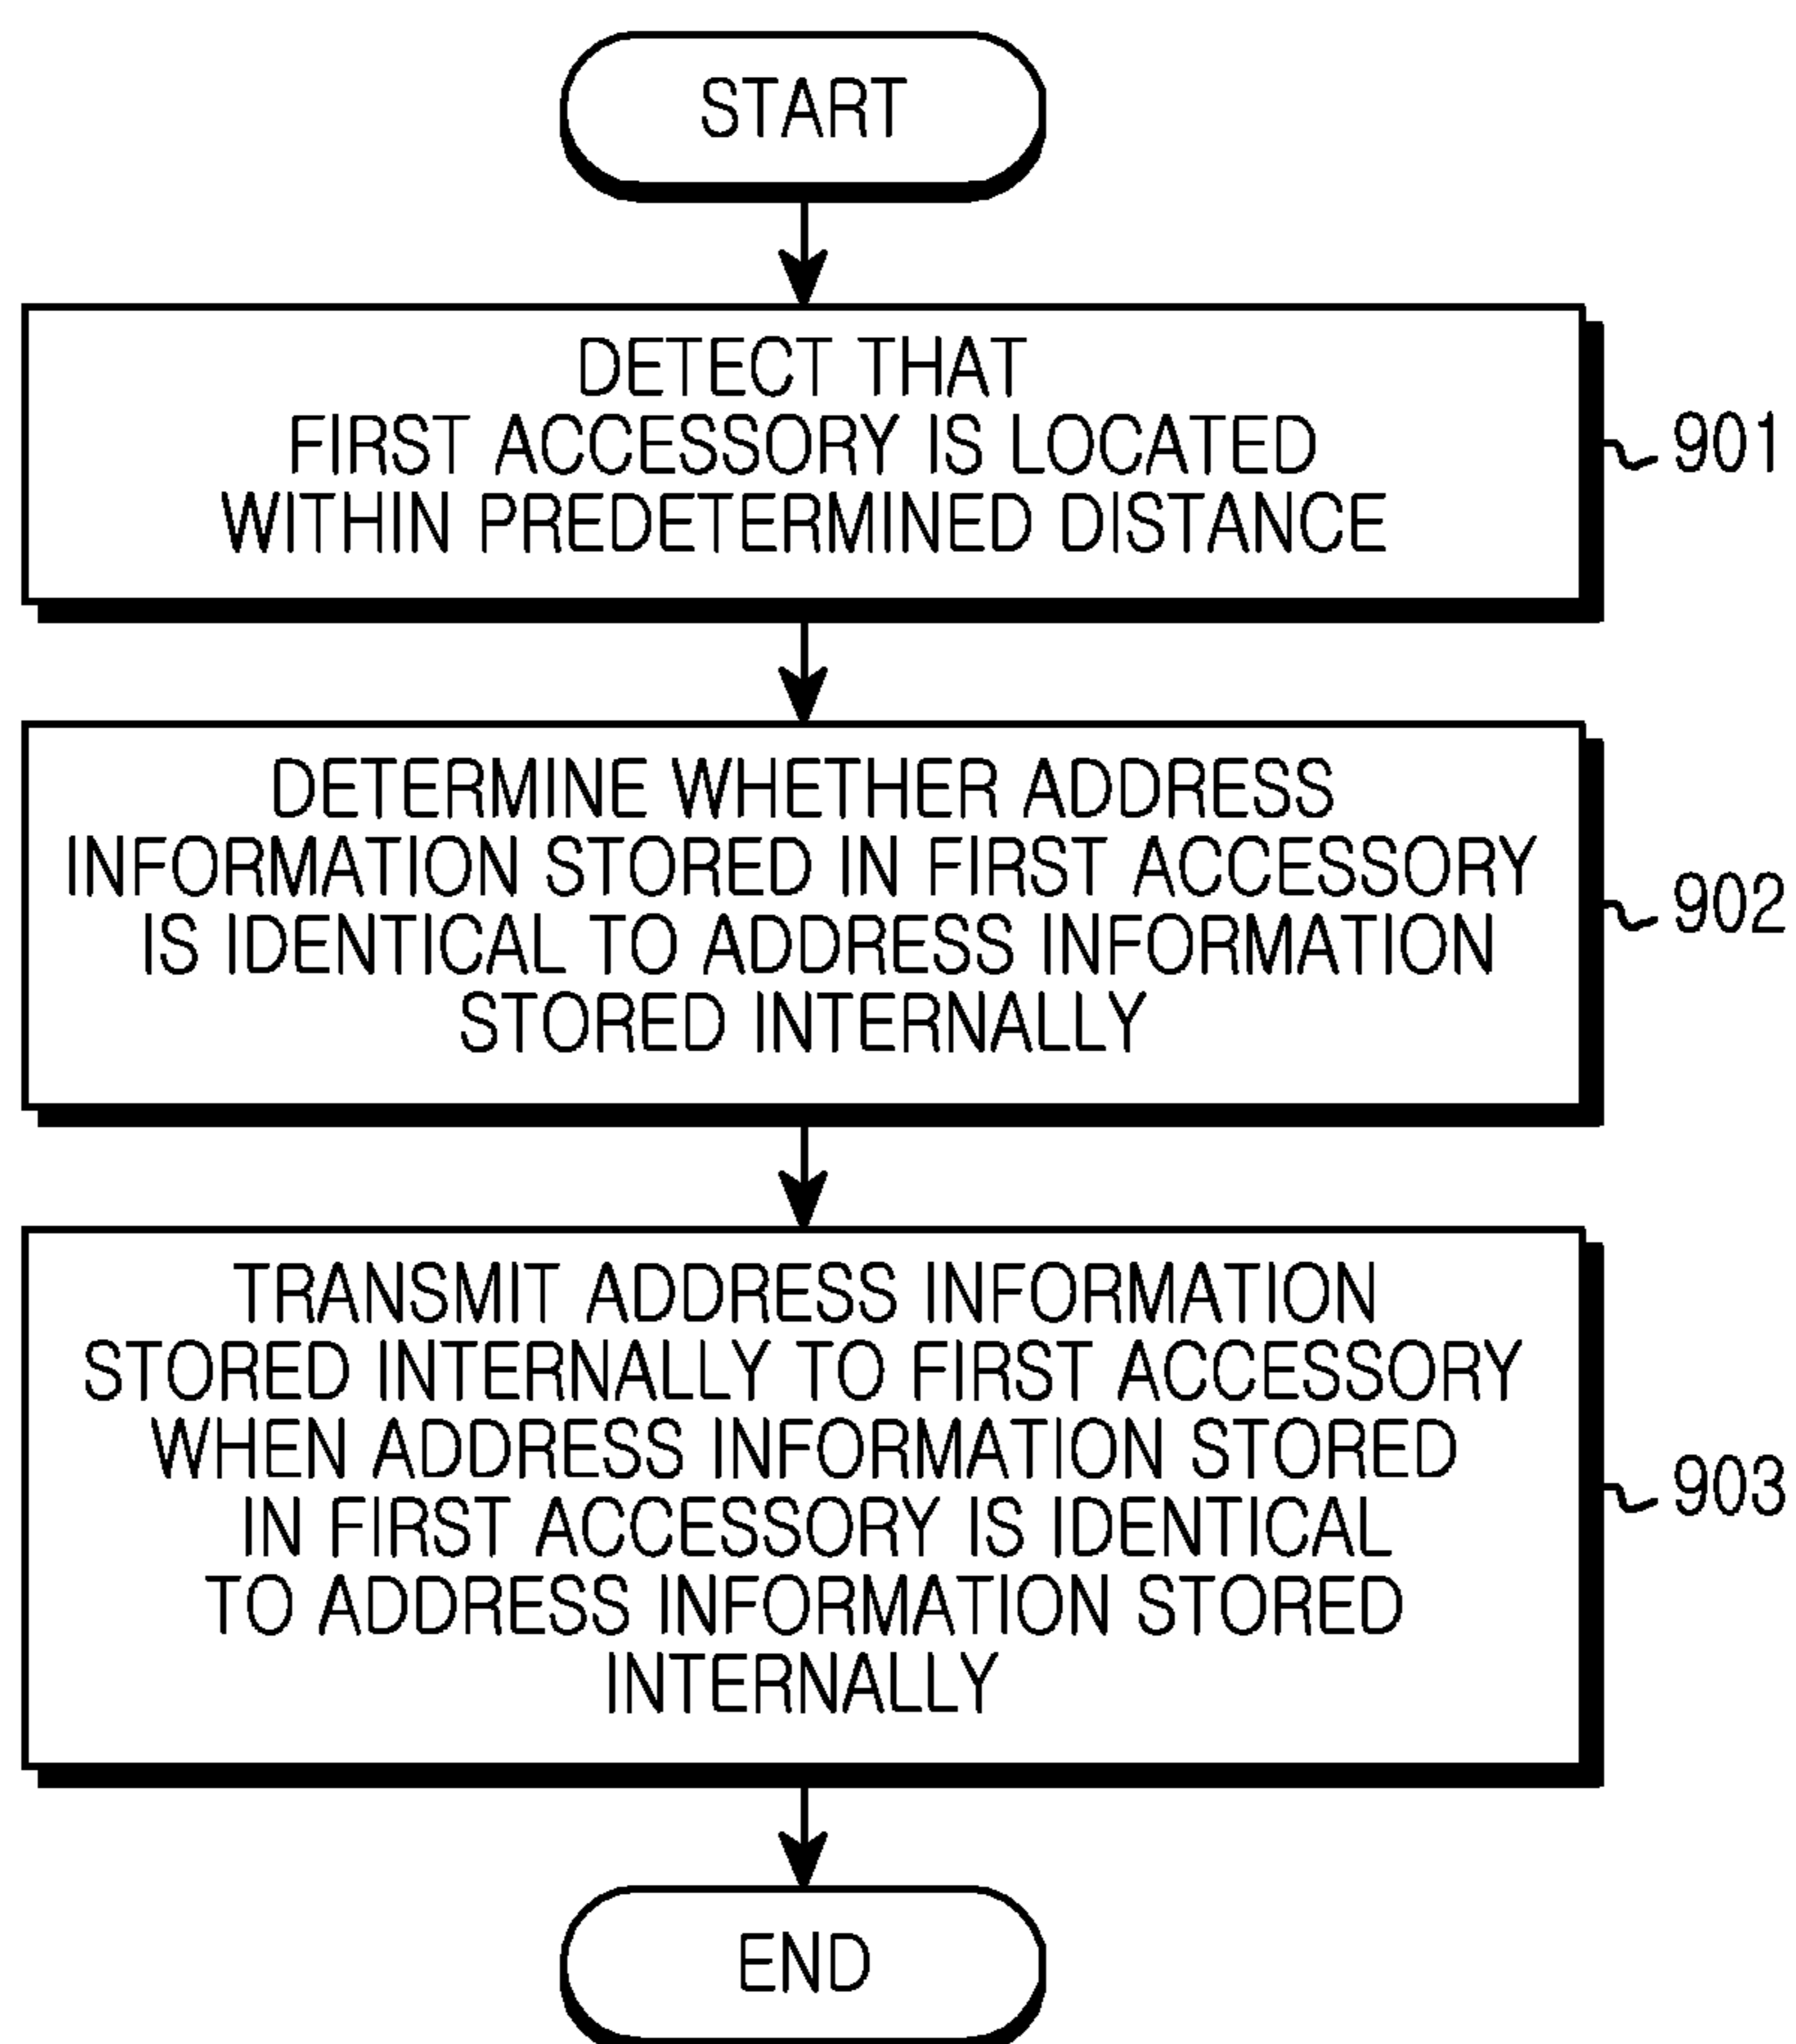 START
DETECT THAT
FIRST ACCESSORY IS LOCATED
WITHIN PREDETERMINED DISTANCE
901
DETERMINE WHETHER ADDRESS
INFORMATION STORED IN FIRST ACCESSORY
IS IDENTICAL TO ADDRESS INFORMATION
STORED INTERNALLY
902
TRANSMIT ADDRESS INFORMATION
STORED INTERNALLY TO FIRST ACCESSORY
WHEN ADDRESS INFORMATION STORED
IN FIRST ACCESSORY IS IDENTICAL
TO ADDRESS INFORMATION STORED
INTERNALLY
903
END